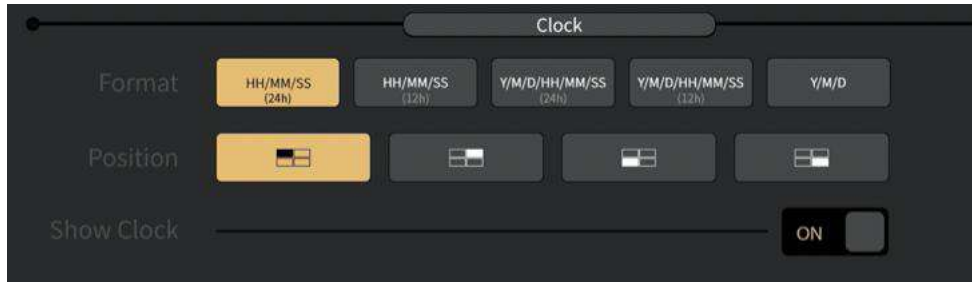 Clock
Format
HH/MM/SS
(24h)
HH/MM/SS
(12h)
Y/M/D/HH/MM/SS
(24h)
Y/M/D/HH/MM/SS
(12h)
Y/M/D
Position
Show Clock
ON